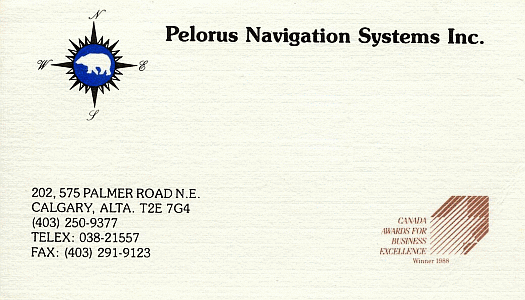 N
Pelorus Navigation Systems Inc.
W E
S
202, 575 PALMER ROAD N.E.
CALGARY, ALTA. T2E 7G4
(403) 250-9377
TELEX: 038-21557
FAX: (403) 291-9123
CANADA
AWARDS FOR
BUSINESS
EXCELLENCE
Winner 1988